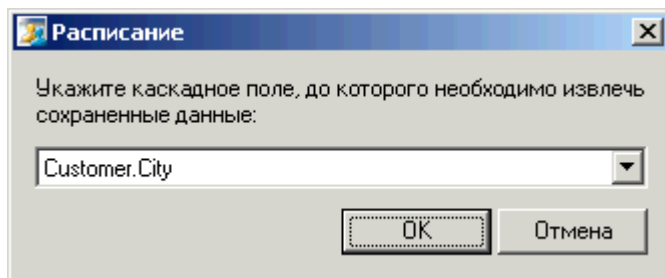 Расписание
Укажите каскадное поле, до которого необходимо извлечь
сохраненные данные:
Customer.City
OK
Отмена